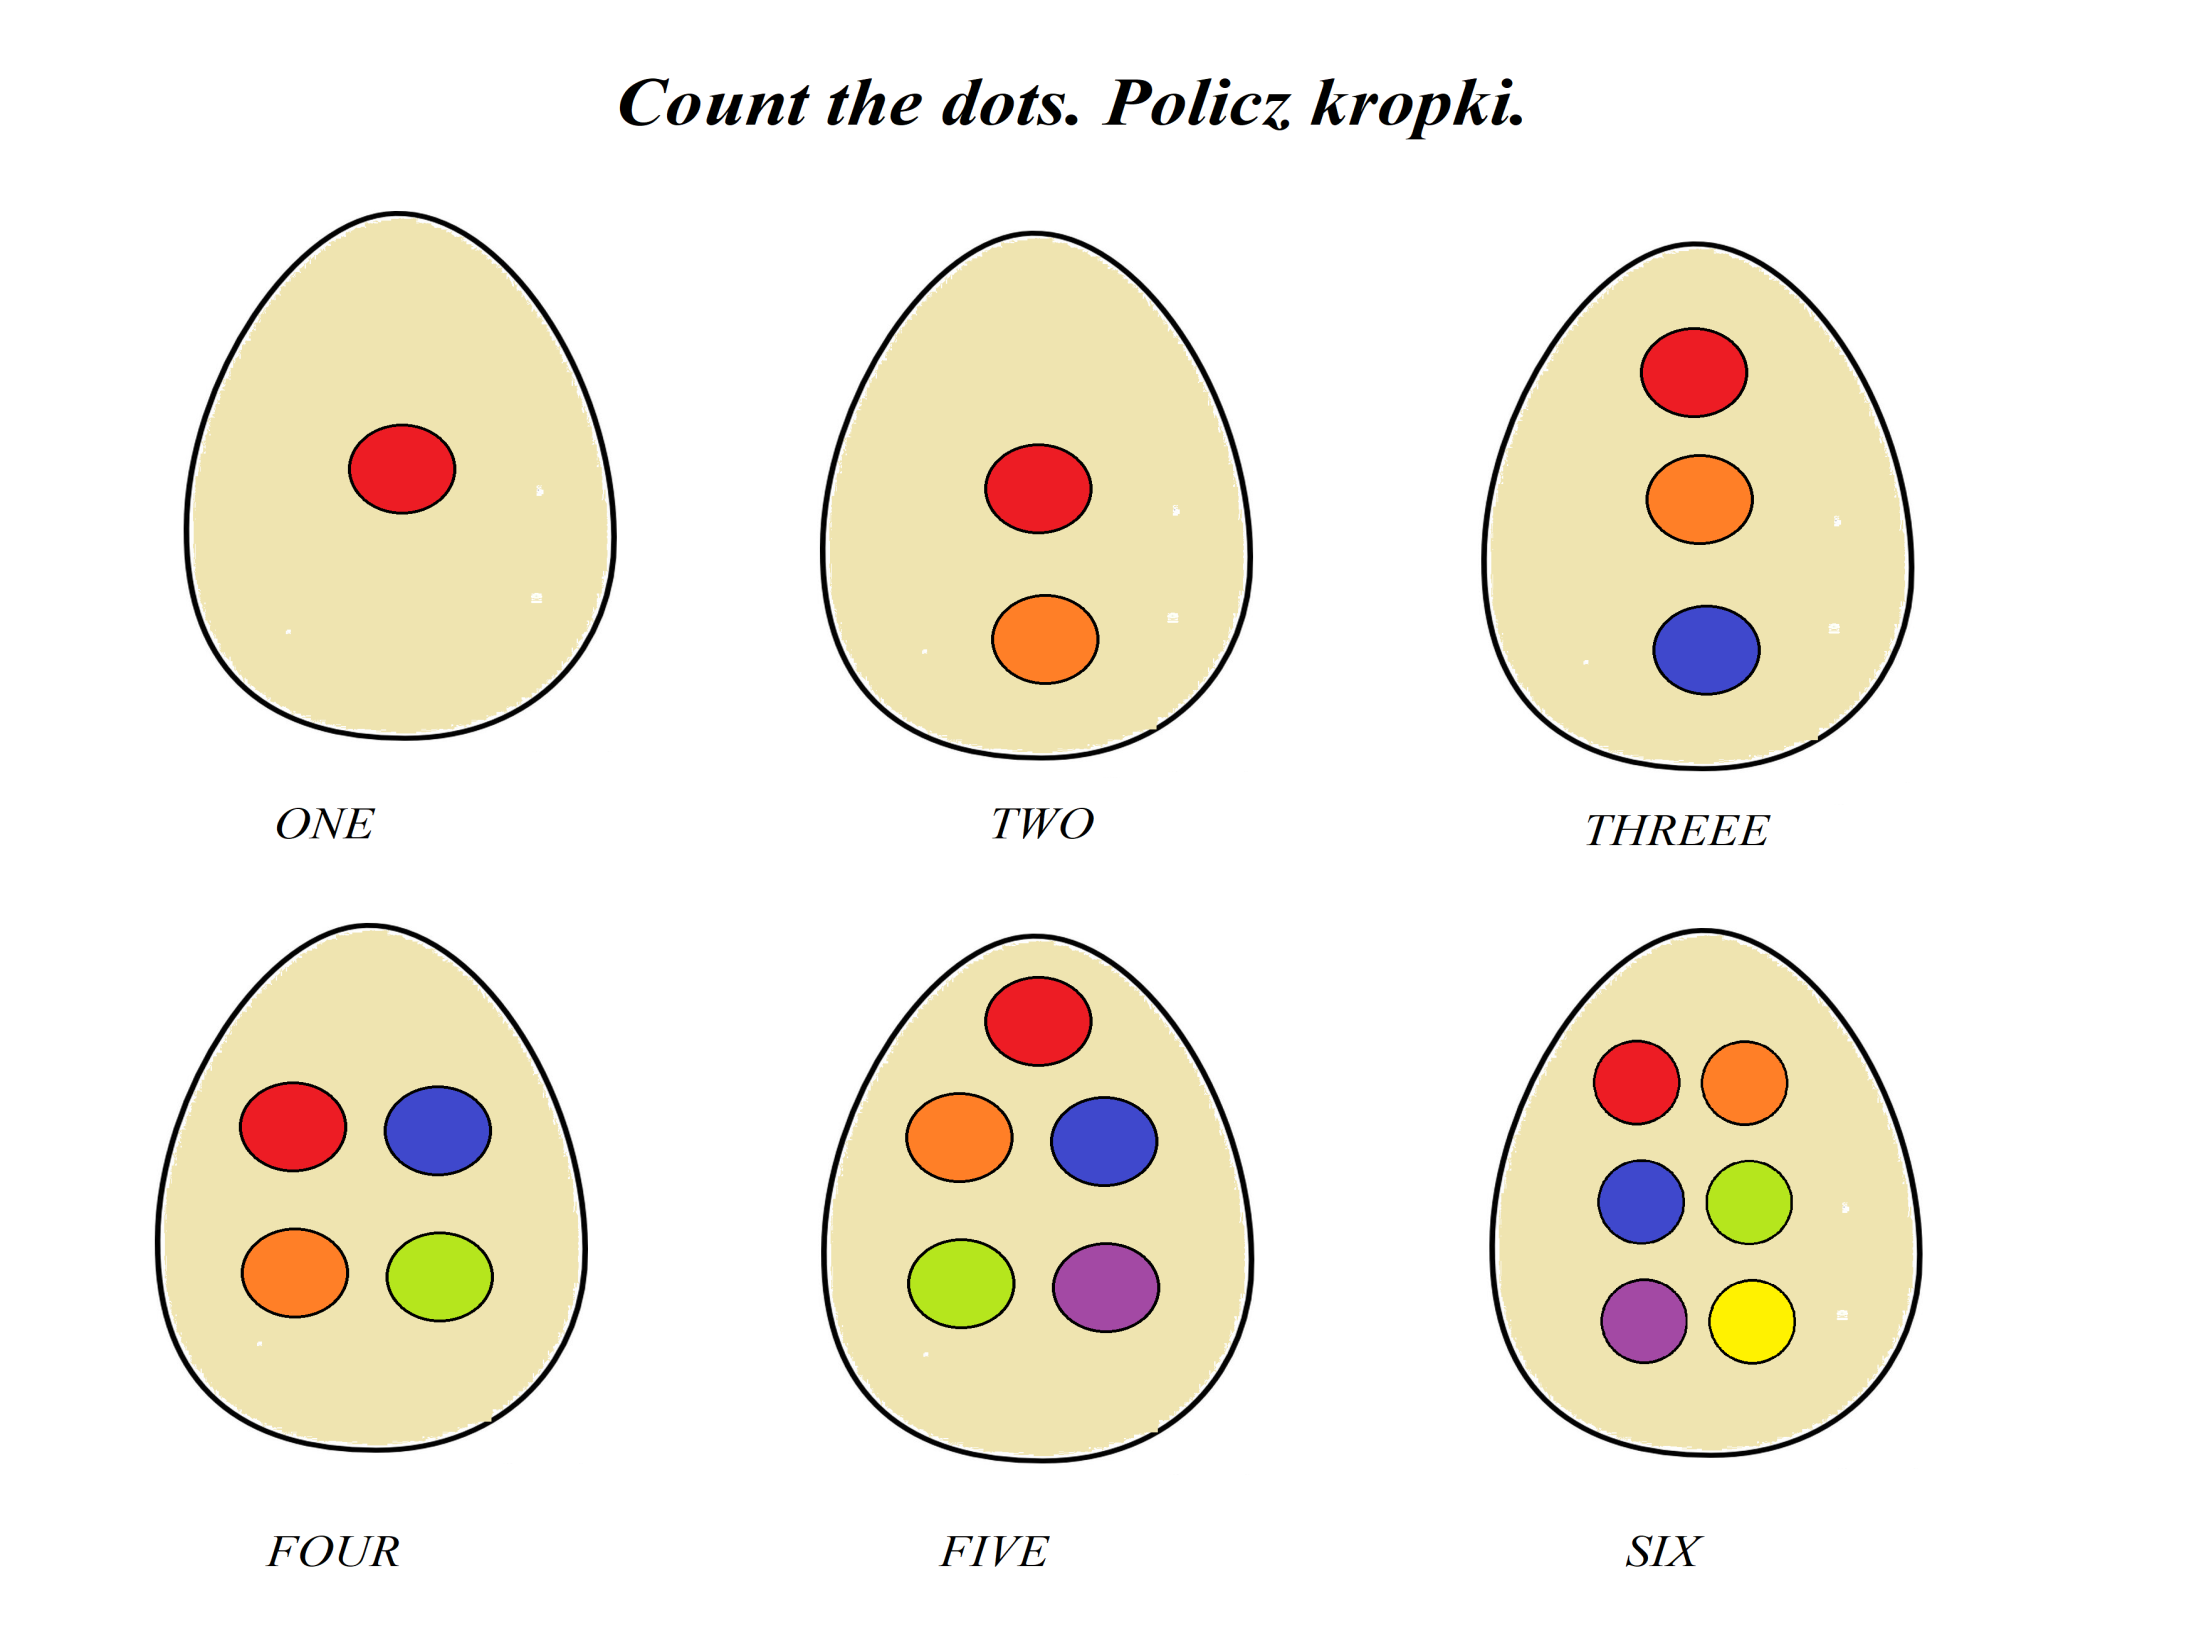 Count the dots. Policz kropki.
ONE
TWO
THREEE
FOUR
FIVE
SIX